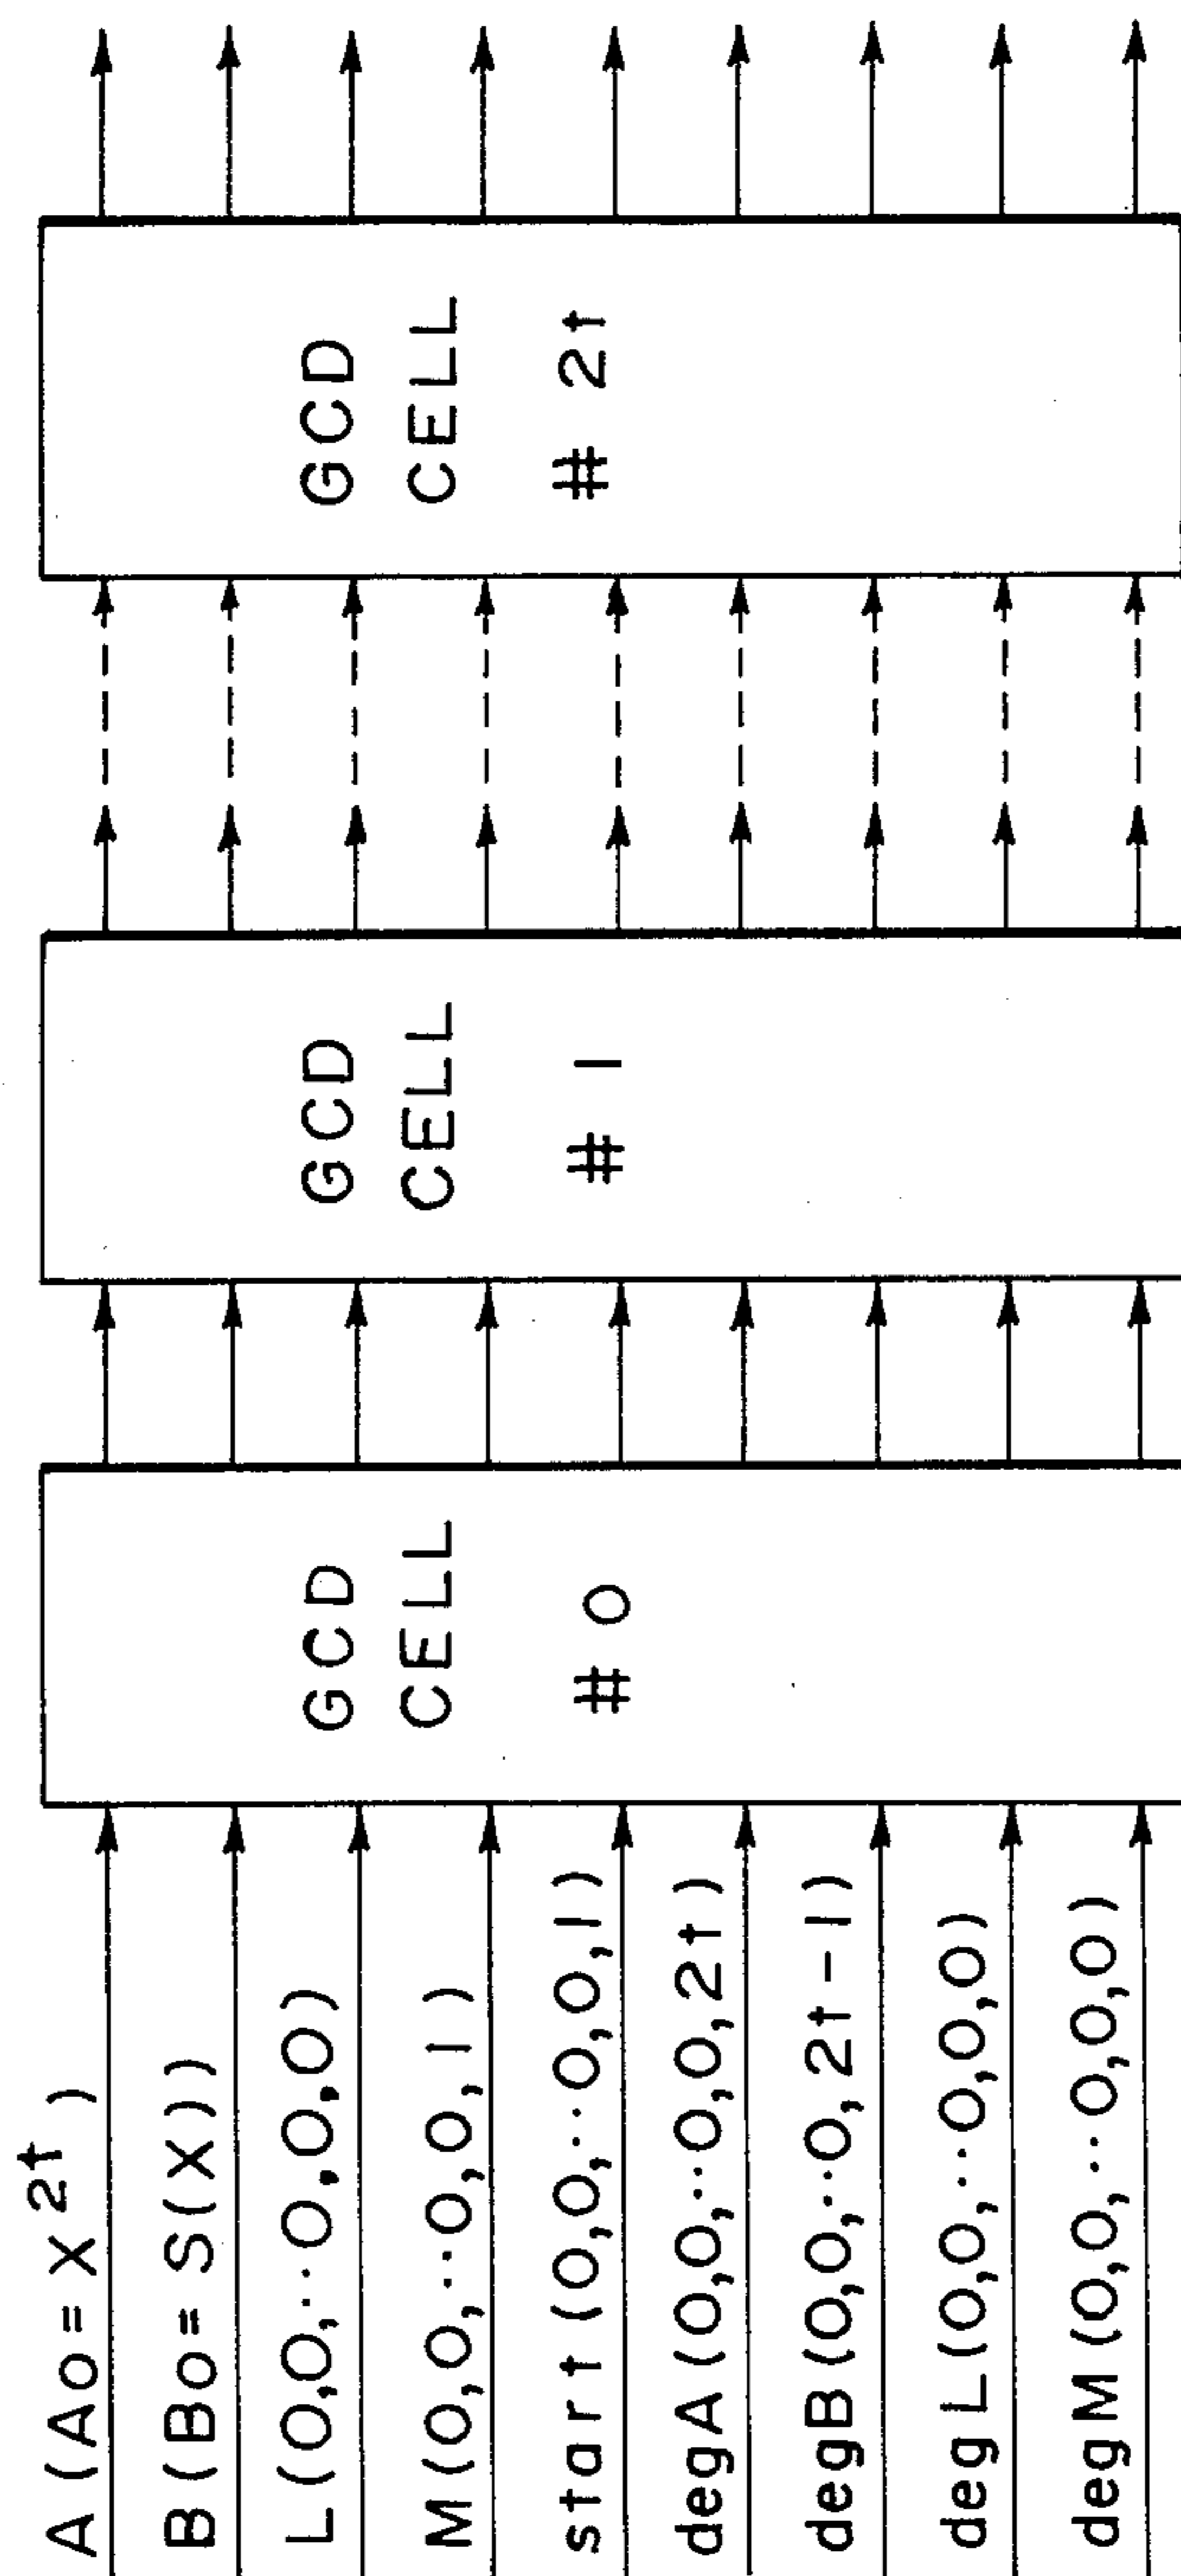 A (Ao = X²ᵗ )
B (Bo = S(X))
L (0,0,··0,0,0)
M (0,0,··0,0,1 )
start (0,0,··0,0,1)
degA (0,0,··0,0,2t )
degB (0,0,··0,2t-1)
degL (0,0,··0,0,0)
degM (0,0,··0,0,0 )
GCD
CELL
# 0
GCD
CELL
# 1
GCD
CELL
# 2t